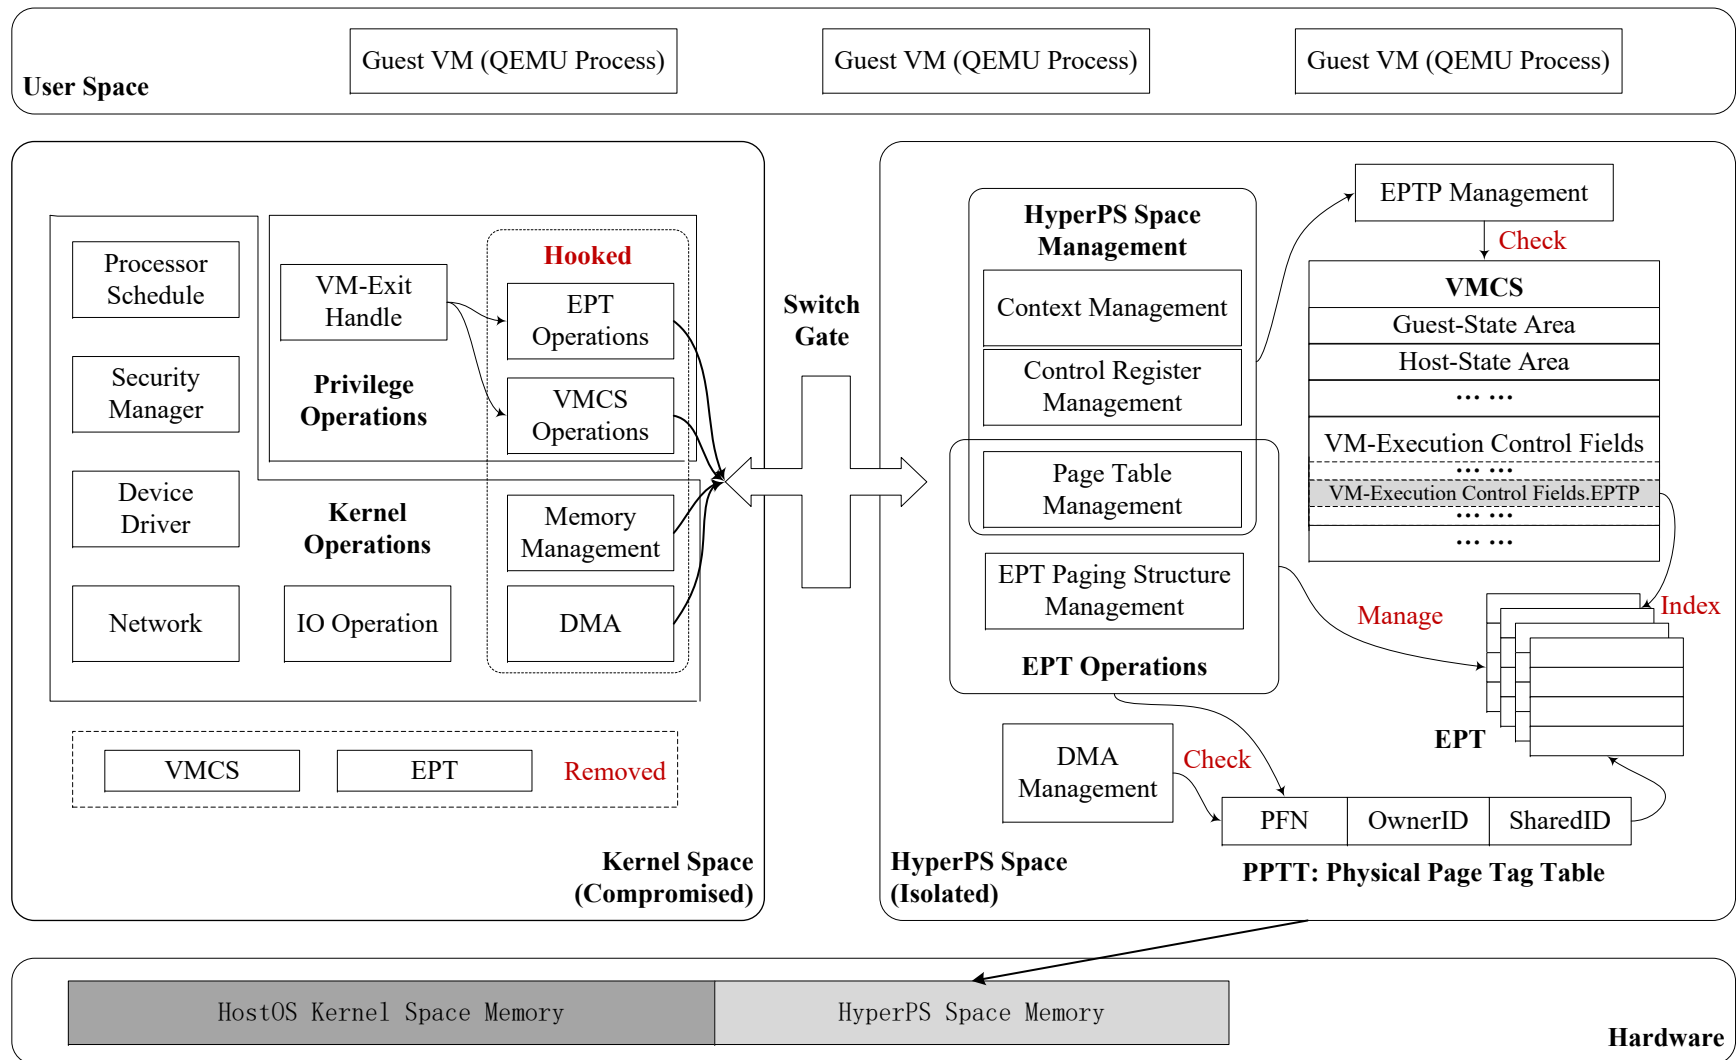 Guest VM (QEMU Process)
Guest VM (QEMU Process)
Guest VM (QEMU Process)
User Space
Processor
Schedule
Security
Manager
Device
Driver
Network
VM-Exit
Handle
Privilege
Operations
Hooked
EPT
Operations
VMCS
Operations
Kernel
Operations
Memory
Management
IO Operation
DMA
VMCS
EPT
Removed
Kernel Space
(Compromised)
Switch
Gate
HyperPS Space
Management
Context Management
Control Register
Management
Page Table
Management
EPT Paging Structure
Management
EPT Operations
EPTP Management
Check
VMCS
Guest-State Area
Host-State Area
... ...
VM-Execution Control Fields
... ...
VM-Execution Control Fields.EPTP
... ...
... ...
Manage
Index
EPT
DMA
Management
Check
PFN
OwnerID
SharedID
PPTT: Physical Page Tag Table
HyperPS Space
(Isolated)
HostOS Kernel Space Memory
HyperPS Space Memory
Hardware